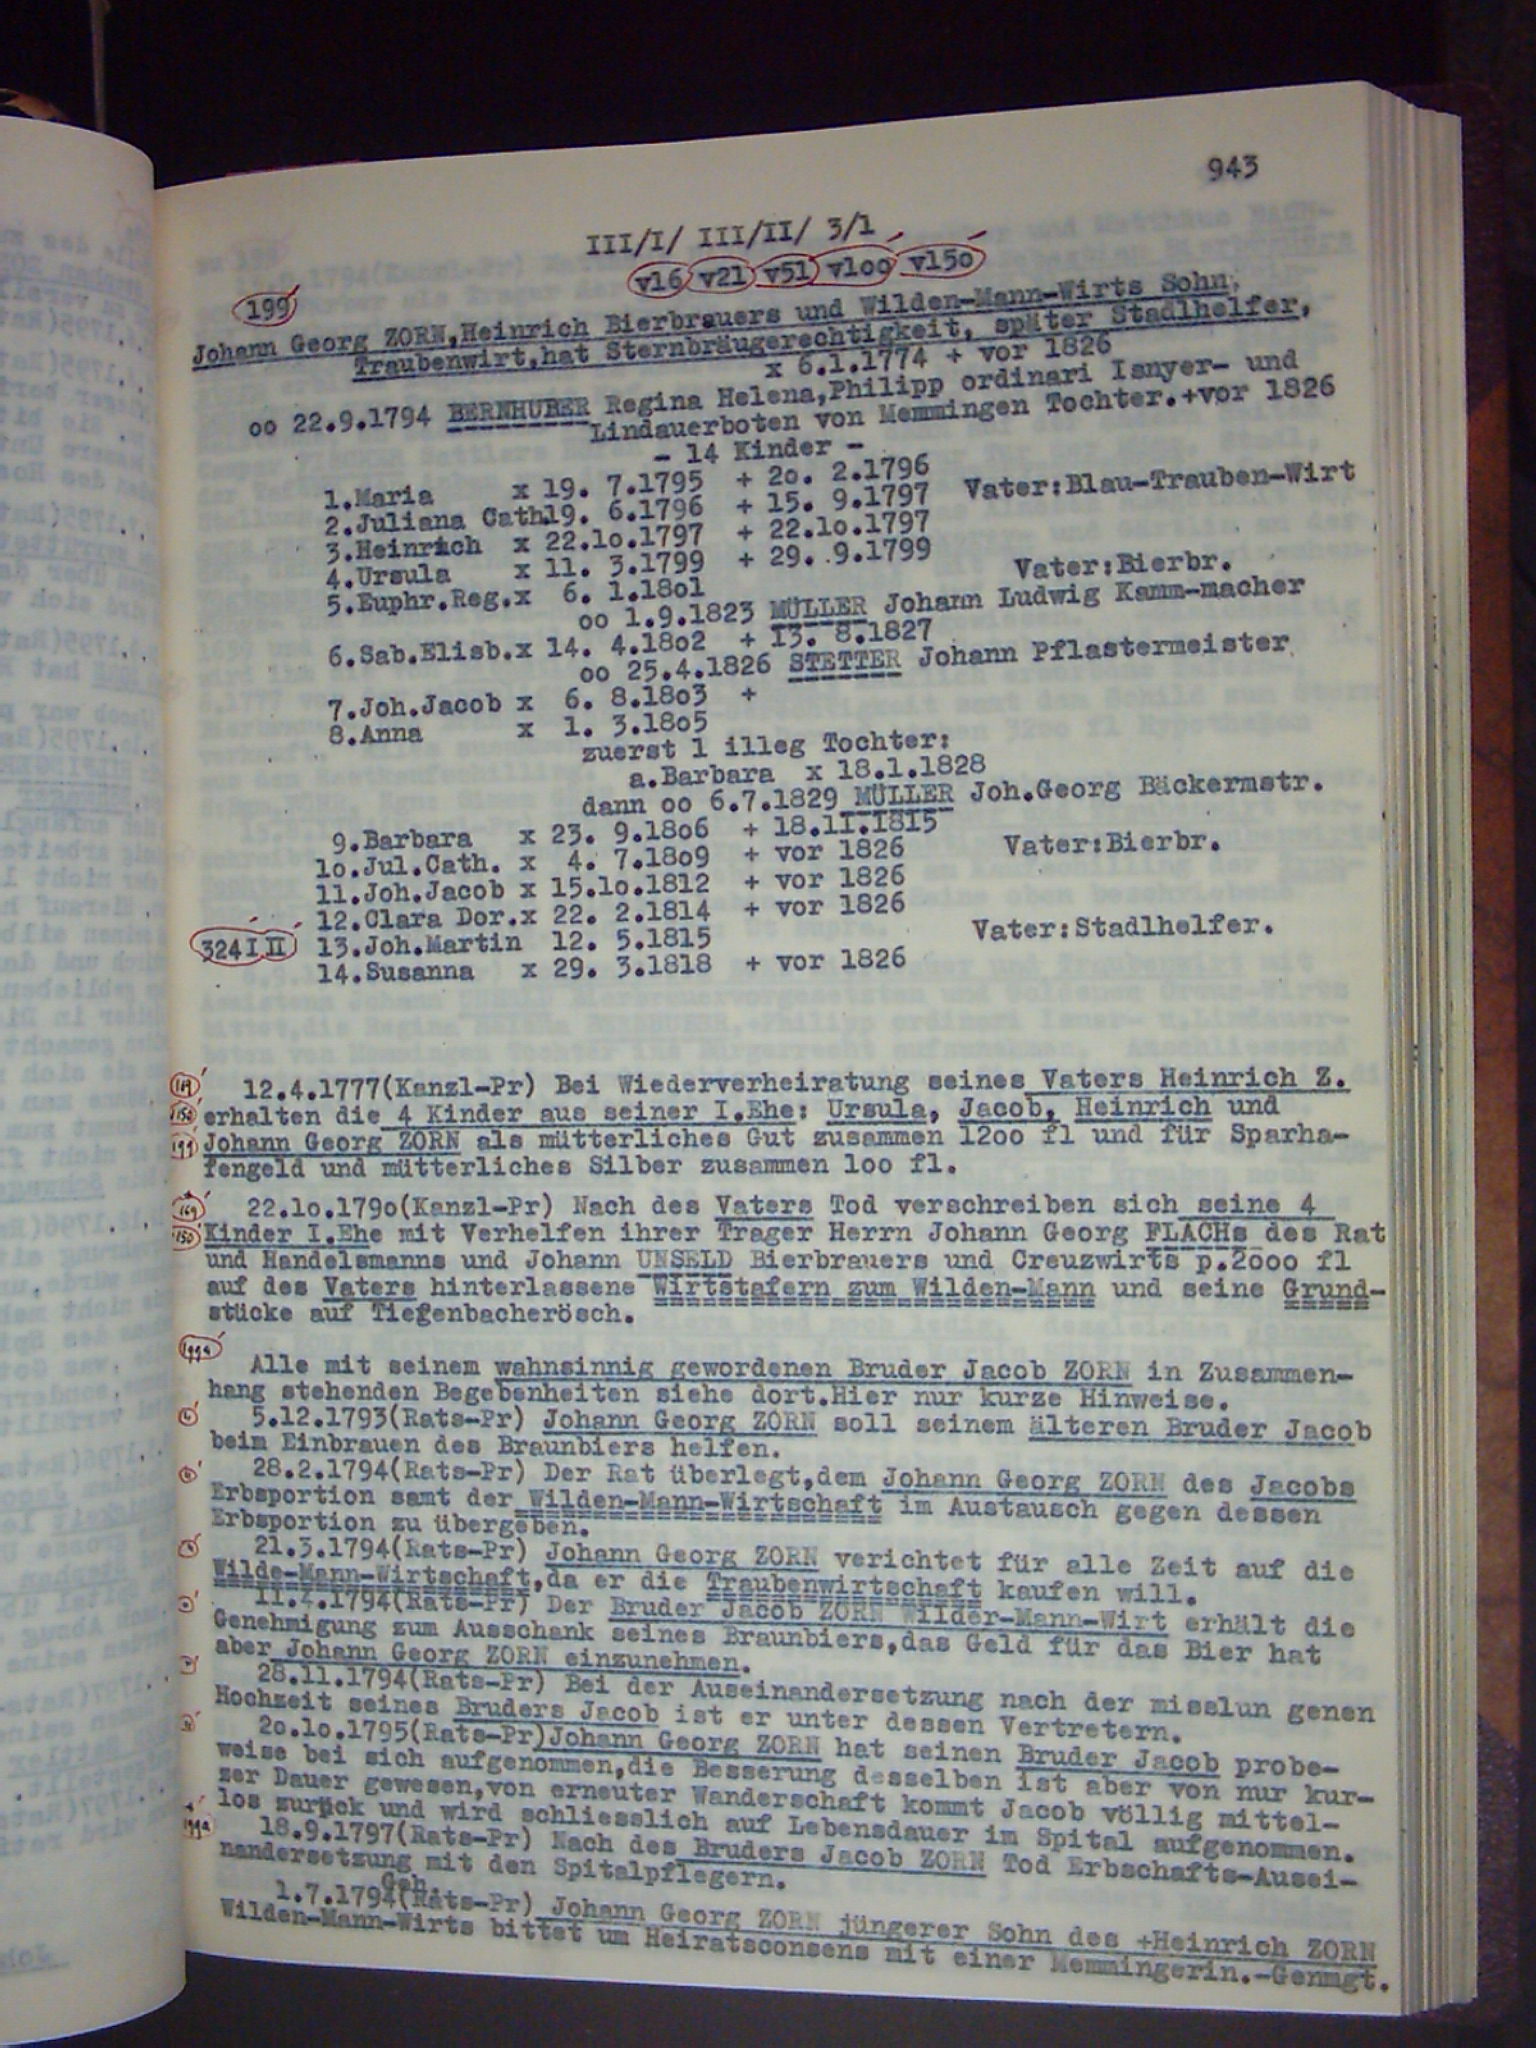 943
III/I/ III/II/ 3/1
v16 v21 v51 v100 v150
199
Johann Georg ZORN,Heinrich Bierbrauers und Wilden-Mann-Wirts Sohn,
Traubenwirt,hat Sternbräugerechtigkeit, später Stadlhelfer,
x 6.1.1774 + vor 1826
oo 22.9.1794 BERNHUBER Regina Helena,Philipp ordinari Isnyer- und
Lindauerboten von Memmingen Tochter.+vor 1826
- 14 Kinder -
1.Maria x 19. 7.1795 + 20. 2.1796
2.Juliana Cath.19. 6.1796 + 15. 9.1797 Vater:Blau-Trauben-Wirt
3.Heinrich x 22.10.1797 + 22.10.1797
4.Ursula x 11. 3.1799 + 29. .9.1799
5.Euphr.Reg.x 6. 1.1801 Vater:Bierbr.
oo 1.9.1823 MÜLLER Johann Ludwig Kamm-macher
6.Sab.Elisb.x 14. 4.1802 + 13. 8.1827
oo 25.4.1826 STETTER Johann Pflastermeister
7.Joh.Jacob x 6. 8.1803 +
8.Anna x 1. 3.1805
zuerst 1 illeg Tochter:
a.Barbara x 18.1.1828
dann oo 6.7.1829 MÜLLER Joh.Georg Bäckermstr.
9.Barbara x 23. 9.1806 + 18.11.1815
10.Jul.Cath. x 4. 7.1809 + vor 1826 Vater:Bierbr.
11.Joh.Jacob x 15.10.1812 + vor 1826
12.Clara Dor.x 22. 2.1814 + vor 1826
324 I II 13.Joh.Martin 12. 5.1815 Vater:Stadlhelfer.
14.Susanna x 29. 3.1818 + vor 1826
12.4.1777(Kanzl-Pr) Bei Wiederverheiratung seines Vaters Heinrich Z.
erhalten die 4 Kinder aus seiner I.Ehe: Ursula, Jacob, Heinrich und
Johann Georg ZORN als mütterliches Gut zusammen 1200 fl und für Sparha-
fengeld und mütterliches Silber zusammen 100 fl.
22.10.1790(Kanzl-Pr) Nach des Vaters Tod verschreiben sich seine 4
Kinder I.Ehe mit Verhelfen ihrer Trager Herrn Johann Georg FLACHs des Rat
und Handelsmanns und Johann UNSELD Bierbrauers und Creuzwirts p.2000 fl
auf des Vaters hinterlassene Wirtstafern zum Wilden-Mann und seine Grund-
stücke auf Tiefenbacherösch.
199a
Alle mit seinem wahnsinnig gewordenen Bruder Jacob ZORN in Zusammen-
hang stehenden Begebenheiten siehe dort.Hier nur kurze Hinweise.
5.12.1793(Rats-Pr) Johann Georg ZORN soll seinem älteren Bruder Jacob
beim Einbrauen des Braunbiers helfen.
28.2.1794(Rats-Pr) Der Rat überlegt,dem Johann Georg ZORN des Jacobs
Erbsportion samt der Wilden-Mann-Wirtschaft im Austausch gegen dessen
Erbsportion zu übergeben.
21.3.1794(Rats-Pr) Johann Georg ZORN verichtet für alle Zeit auf die
Wilde-Mann-Wirtschaft,da er die Traubenwirtschaft kaufen will.
11.4.1794(Rats-Pr) Der Bruder Jacob ZORN Wilder-Mann-Wirt erhält die
Genehmigung zum Ausschank seines Braunbiers,das Geld für das Bier hat
aber Johann Georg ZORN einzunehmen.
28.11.1794(Rats-Pr) Bei der Auseinandersetzung nach der misslun genen
Hochzeit seines Bruders Jacob ist er unter dessen Vertretern.
20.10.1795(Rats-Pr)Johann Georg ZORN hat seinen Bruder Jacob probe-
weise bei sich aufgenommen,die Besserung desselben ist aber von nur kur-
zer Dauer gewesen,von erneuter Wanderschaft kommt Jacob völlig mittel-
los zurück und wird schliesslich auf Lebensdauer im Spital aufgenommen.
199a
18.9.1797(Rats-Pr) Nach des Bruders Jacob ZORN Tod Erbschafts-Ausei-
nandersetzung mit den Spitalpflegern.
Geh.
1.7.1794(Rats-Pr) Johann Georg ZORN jüngerer Sohn des +Heinrich ZORN
Wilden-Mann-Wirts bittet um Heiratsconsens mit einer Memmingerin.-Genmgt.